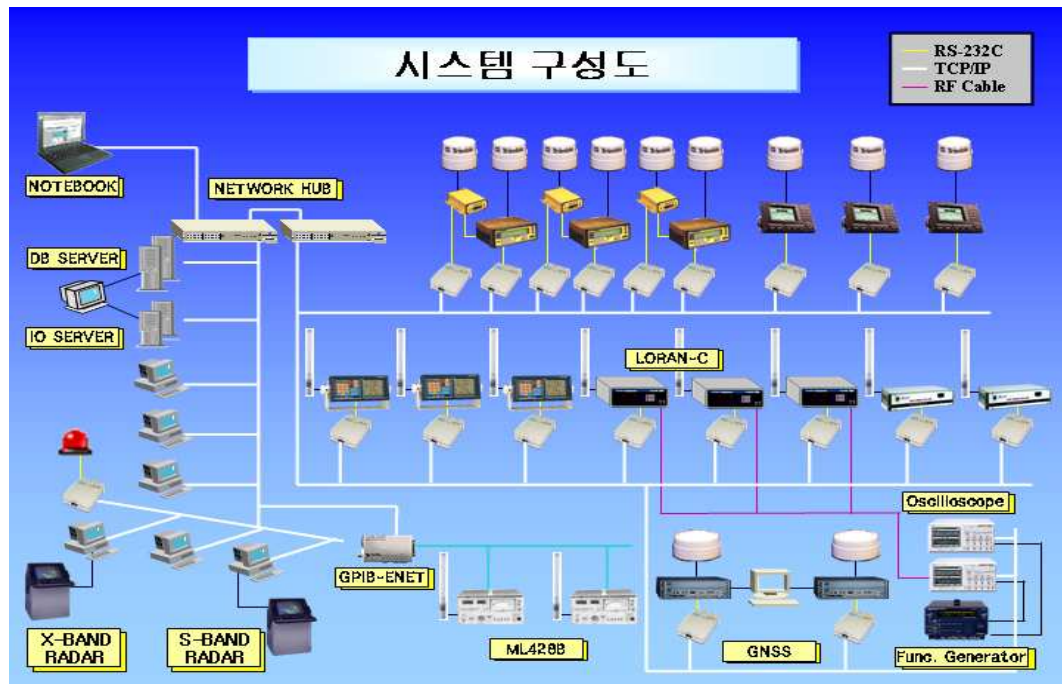 시스템 구성도
RS-232C
TCP/IP
RF Cable
NOTEBOOK
NETWORK HUB
DB SERVER
IO SERVER
LORAN-C
Oscilloscope
GPIB-ENET
X-BAND
RADAR
S-BAND
RADAR
ML428B
GNSS
Func. Generator